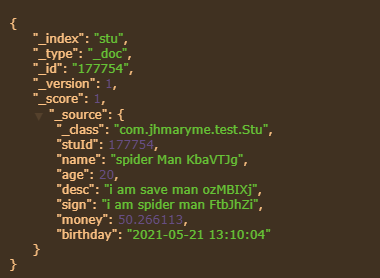 {
"_index": "stu",
"_type": "_doc",
"_id": "177754",
"_version": 1,
"_score": 1,
"_source": {
"_class": "com.jhmaryme.test.Stu",
"stuId": 177754,
"name": "spider Man KbaVTJg",
"age": 20,
"desc": "i am save man ozMBIXj",
"sign": "i am spider man FtbJhZi",
"money": 50.266113,
"birthday": "2021-05-21 13:10:04"
}
}